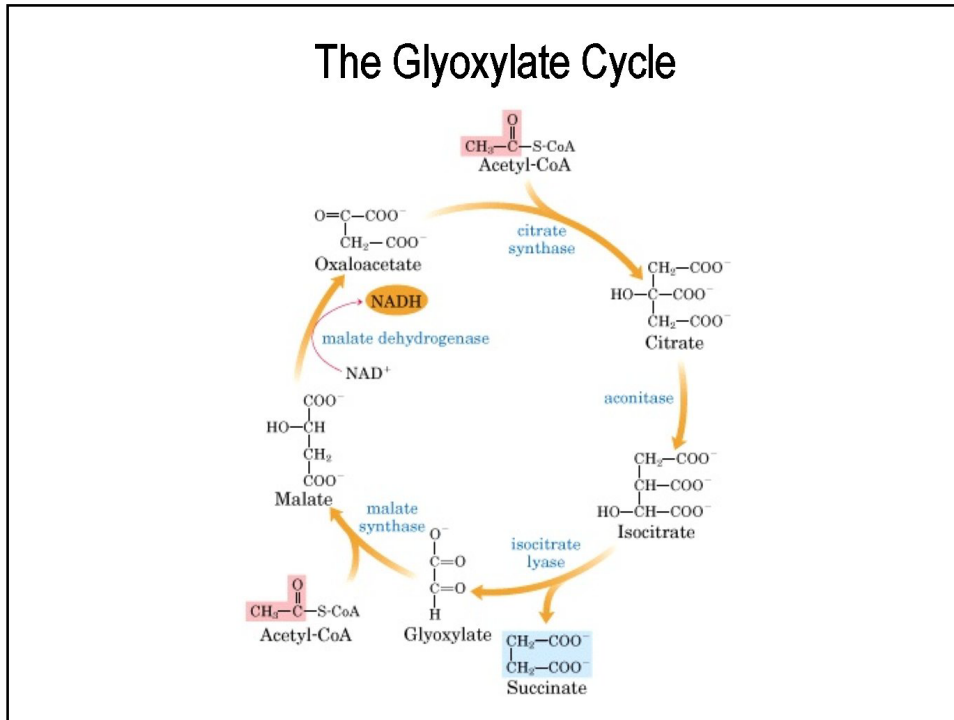 The Glyoxylate Cycle
O
CH₃—C—S-CoA
Acetyl-CoA
O=C—COO⁻
CH₂—COO⁻
Oxaloacetate
citrate
synthase
CH₂—COO⁻
HO—C—COO⁻
CH₂—COO⁻
Citrate
NADH
malate dehydrogenase
NAD⁺
aconitase
COO⁻
HO—CH
CH₂
COO⁻
Malate
CH₂—COO⁻
CH—COO⁻
HO—CH—COO⁻
Isocitrate
malate
synthase
isocitrate
lyase
O⁻
C=O
C=O
H
Glyoxylate
O
CH₃—C—S-CoA
Acetyl-CoA
CH₂—COO⁻
CH₂—COO⁻
Succinate